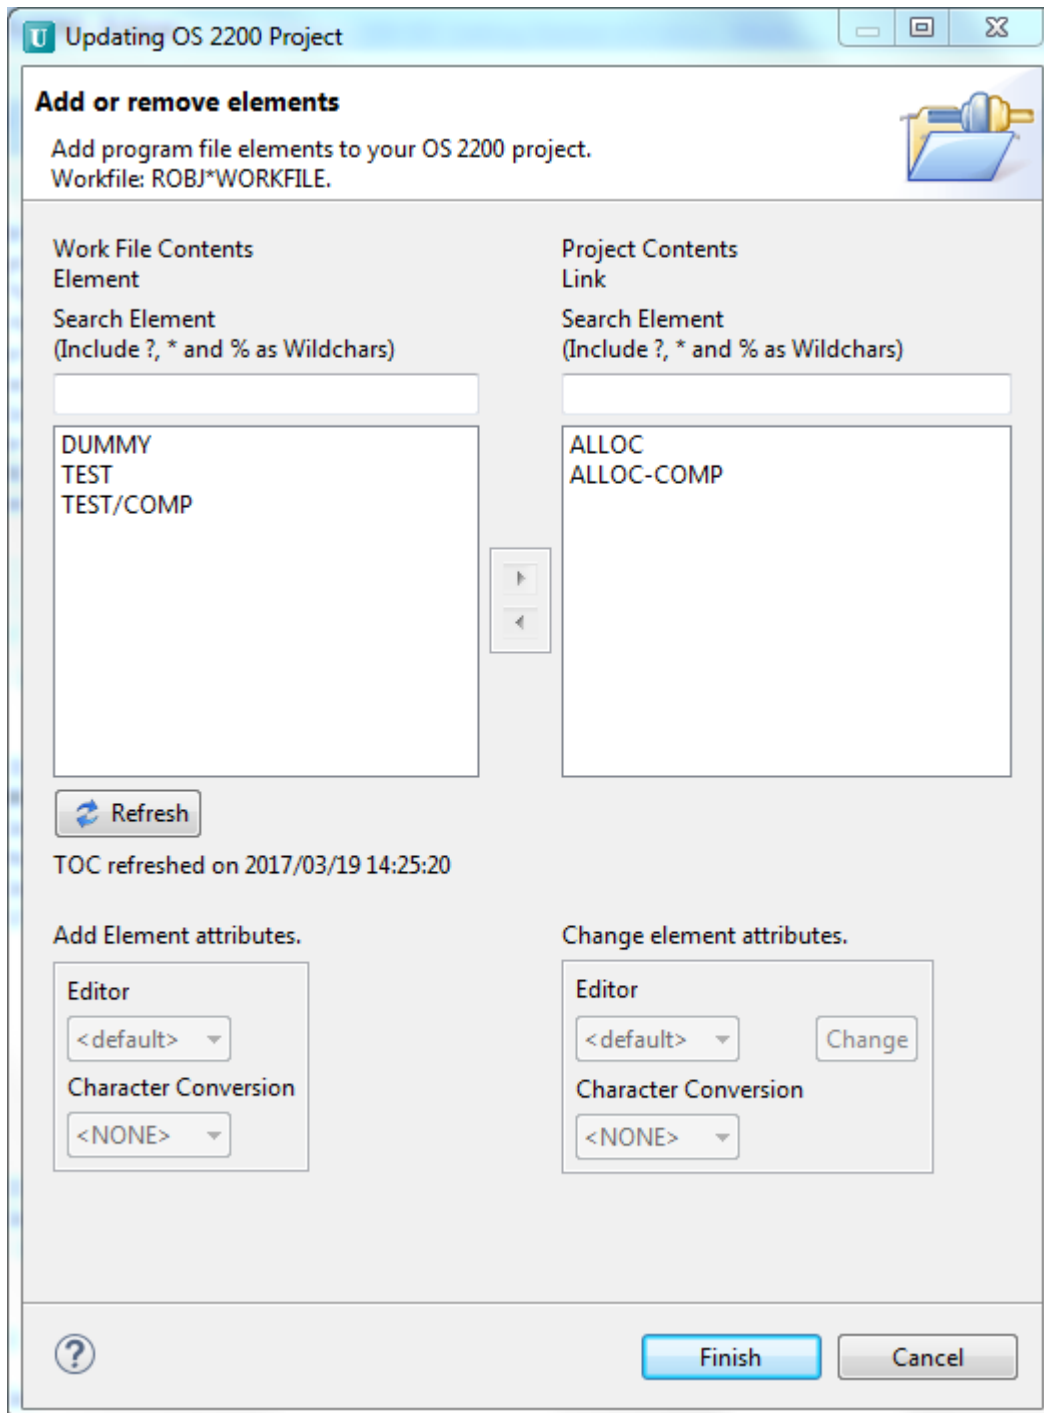 U Updating OS 2200 Project
Add or remove elements
Add program file elements to your OS 2200 project.
Workfile: ROBJ*WORKFILE.
Work File Contents
Element
Search Element
(Include ?, * and % as Wildchars)
DUMMY
TEST
TEST/COMP
Refresh
TOC refreshed on 2017/03/19 14:25:20
Project Contents
Link
Search Element
(Include ?, * and % as Wildchars)
ALLOC
ALLOC-COMP
Add Element attributes.
Editor
<default>
Character Conversion
<NONE>
Change element attributes.
Editor
<default>
Change
Character Conversion
<NONE>
?
Finish
Cancel